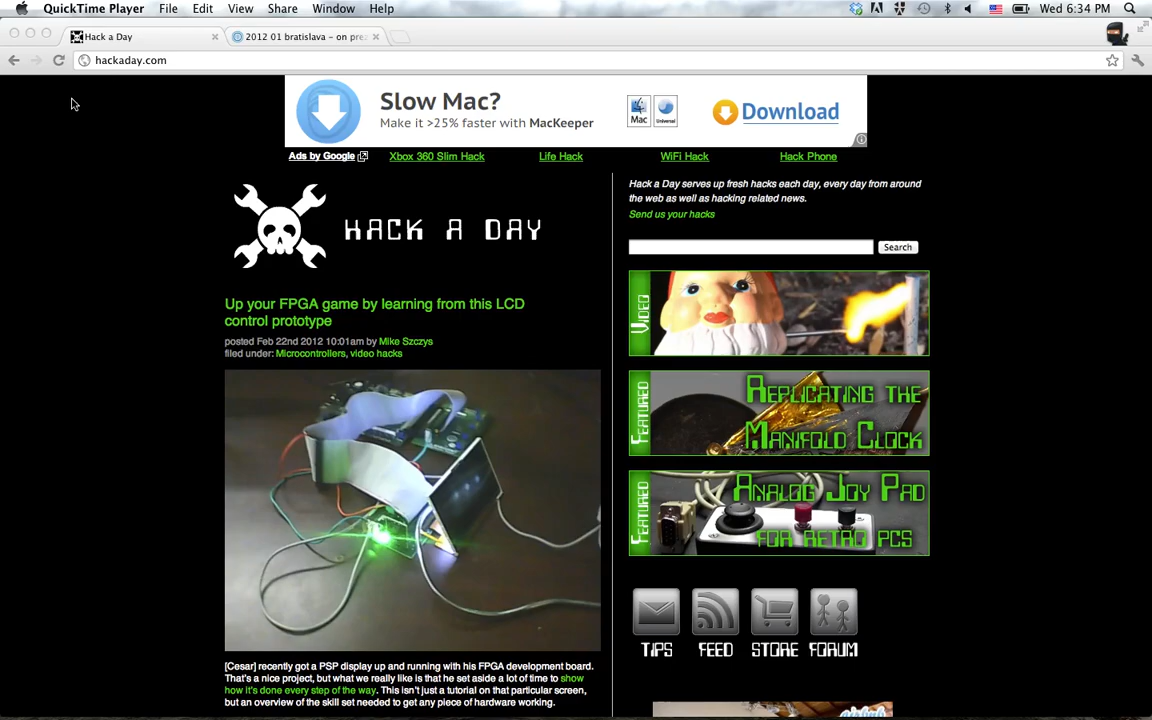 QuickTime Player File Edit View Share Window Help Wed 6:34 PM
Hack a Day 2012 01 bratislava – on pre
hackaday.com
Slow Mac?
Make it >25% faster with MacKeeper
Mac
Universal
Download
Ads by Google Xbox 360 Slim Hack Life Hack WiFi Hack Hack Phone
HACK A DAY
Hack a Day serves up fresh hacks each day, every day from around
the web as well as hacking related news.
Send us your hacks
Search
Up your FPGA game by learning from this LCD
control prototype
posted Feb 22nd 2012 10:01am by Mike Szczys
filed under: Microcontrollers, video hacks
[Cesar] recently got a PSP display up and running with his FPGA development board.
That's a nice project, but what we really like is that he set aside a lot of time to show
how it's done every step of the way. This isn't just a tutorial on that particular screen,
but an overview of the skill set needed to get any piece of hardware working.
Video
Featured
Replicating the
Manifold Clock
Featured
Analog Joy Pad
for retro pcs
TIPS FEED STORE FORUM
airbnb